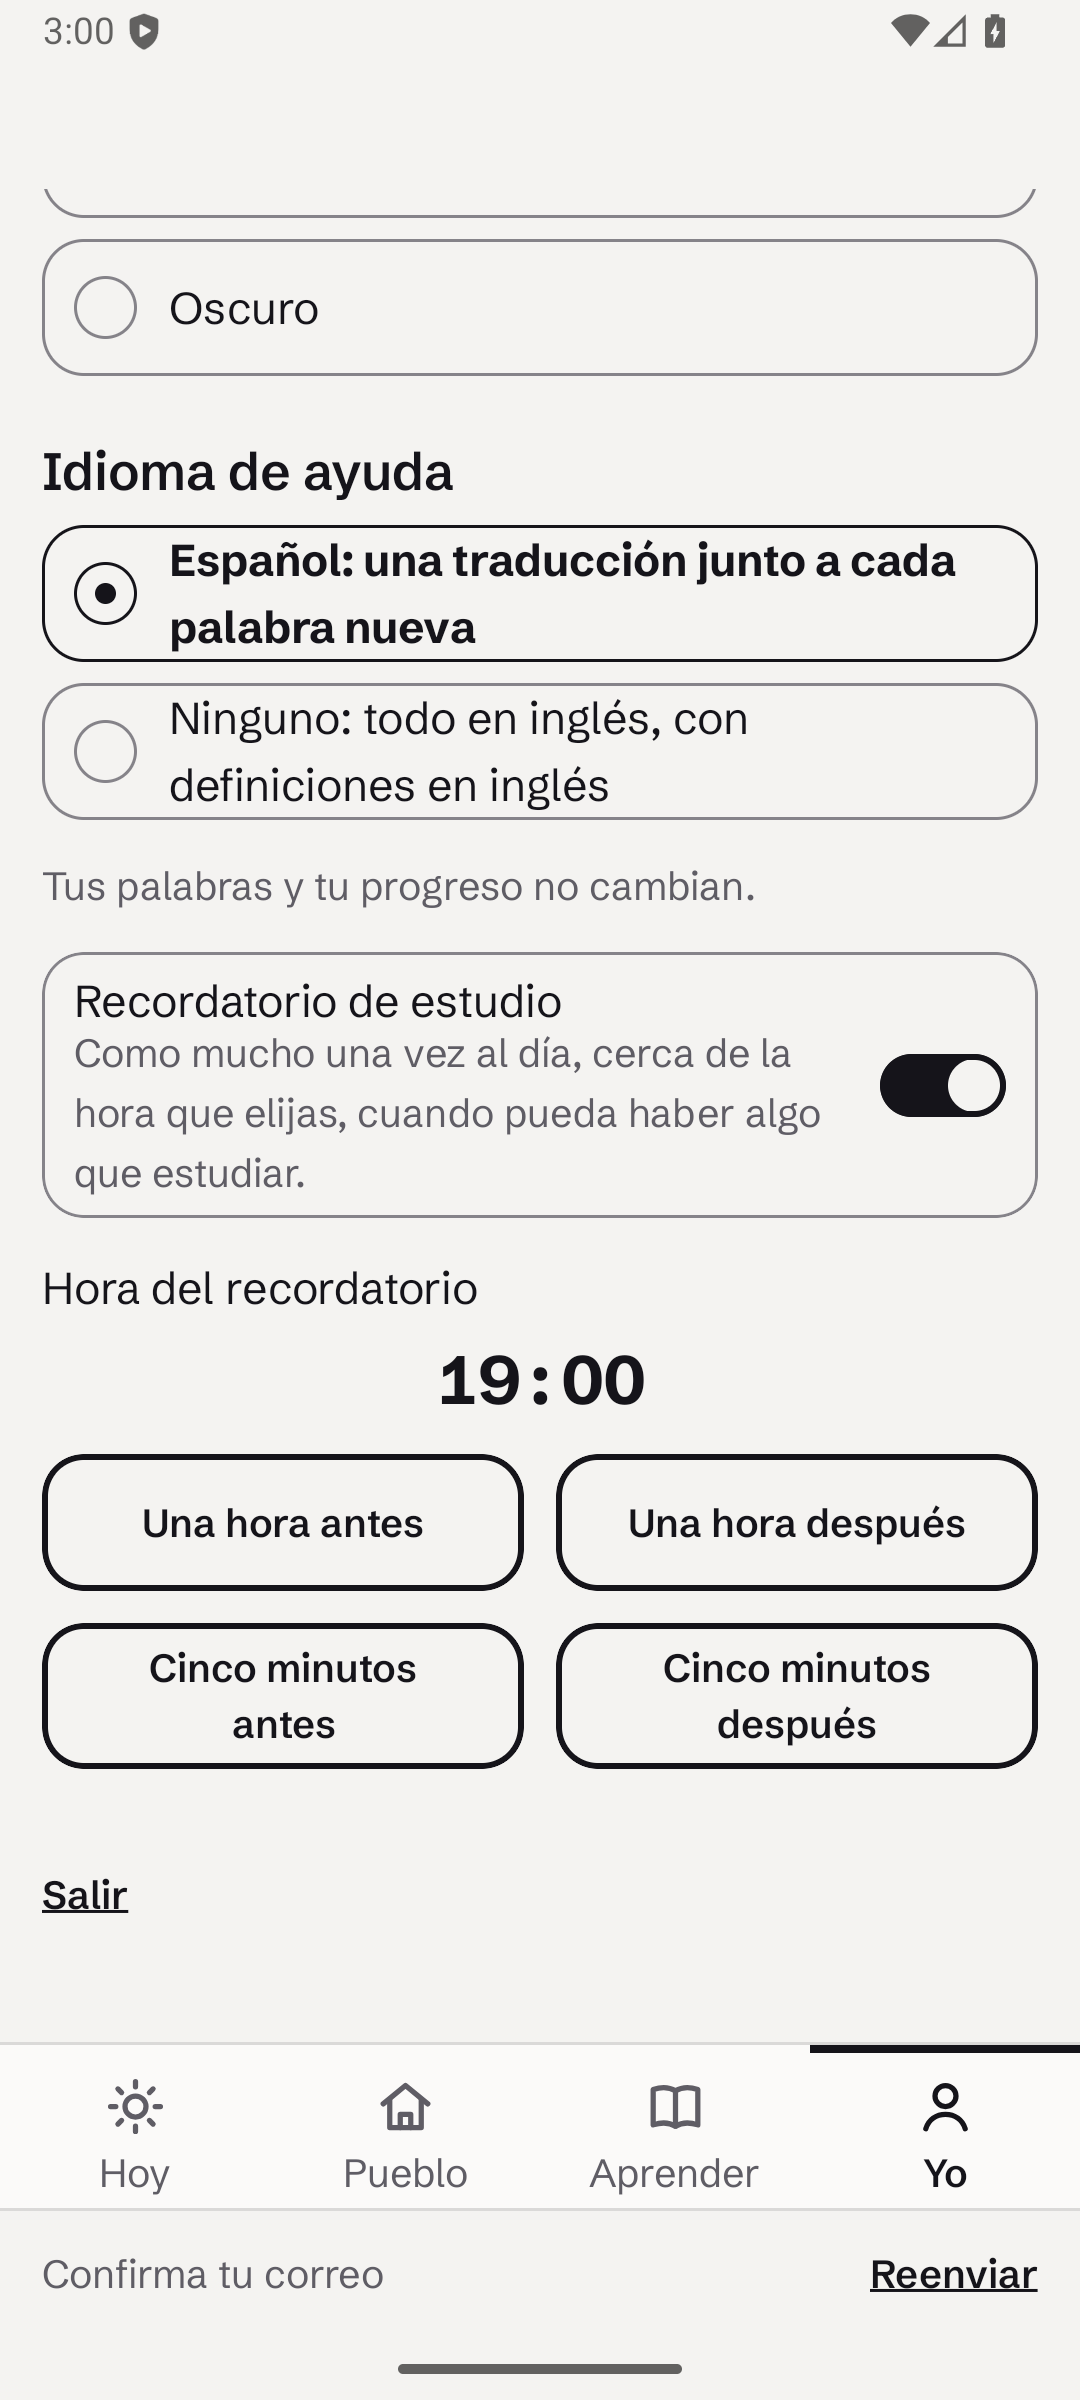 3:00
Oscuro
Idioma de ayuda
Español: una traducción junto a cada
palabra nueva
Ninguno: todo en inglés, con
definiciones en inglés
Tus palabras y tu progreso no cambian.
Recordatorio de estudio
Como mucho una vez al día, cerca de la
hora que elijas, cuando pueda haber algo
que estudiar.
Hora del recordatorio
19:00
Una hora antes
Una hora después
Cinco minutos
antes
Cinco minutos
después
Salir
Hoy
Pueblo
Aprender
Yo
Confirma tu correo
Reenviar